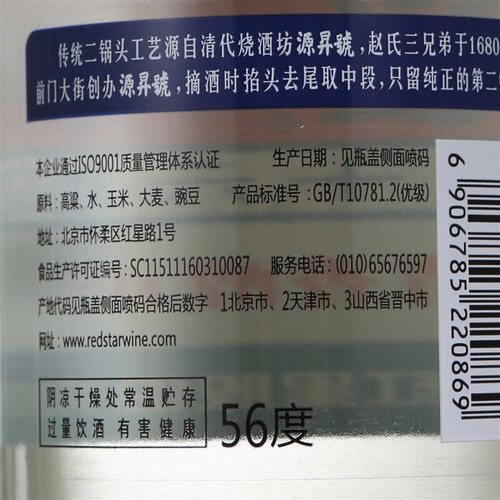 传统二锅头工艺源自清代烧酒坊源昇號，赵氏三兄弟于1680
前门大街创办源昇號，摘酒时掐头去尾取中段，只留纯正的第二
本企业通过ISO9001质量管理体系认证 生产日期：见瓶盖侧面喷码
原料：高粱、水、玉米、大麦、豌豆 产品标准号：GB/T10781.2(优级)
地址：北京市怀柔区红星路1号
食品生产许可证编号：SC11511160310087 服务电话：(010)65676597
产地代码见瓶盖侧面喷码合格后数字 1北京市、2天津市、3山西省晋中市
网址：www.redstarwine.com
阴凉干燥处常温贮存
过量饮酒 有害健康
56度
6 906785 220869